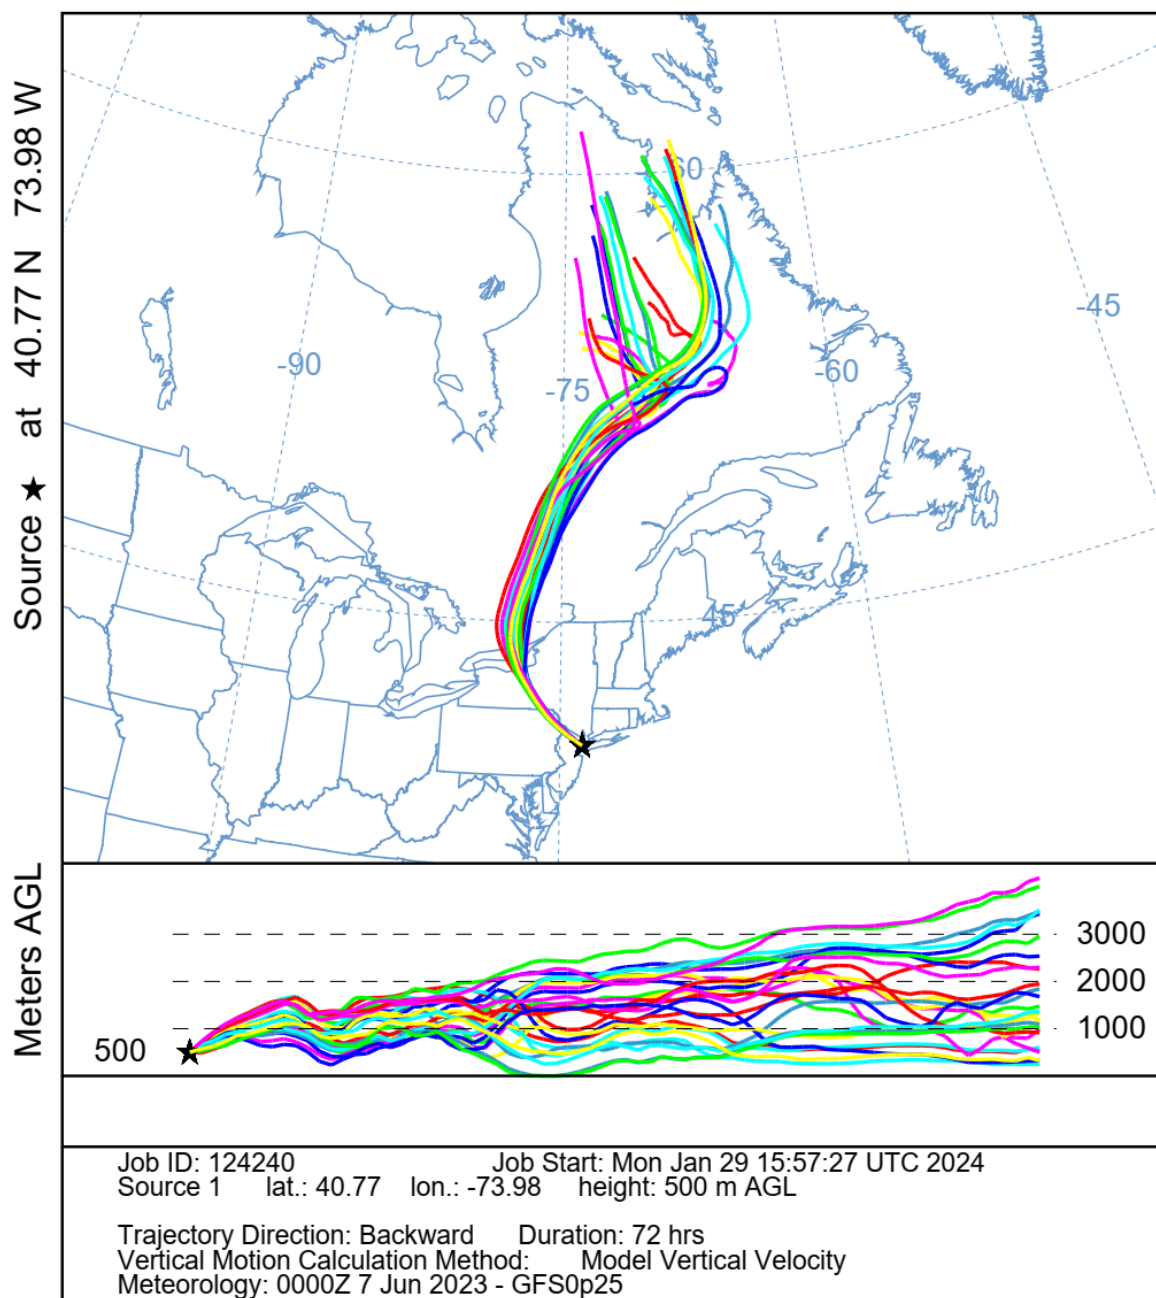 Source ★ at 40.77 N 73.98 W
60
-45
-90
-75
-60
45
Meters AGL
3000
2000
1000
500
Job ID: 124240 Job Start: Mon Jan 29 15:57:27 UTC 2024
Source 1 lat.: 40.77 lon.: -73.98 height: 500 m AGL
Trajectory Direction: Backward Duration: 72 hrs
Vertical Motion Calculation Method: Model Vertical Velocity
Meteorology: 0000Z 7 Jun 2023 - GFS0p25